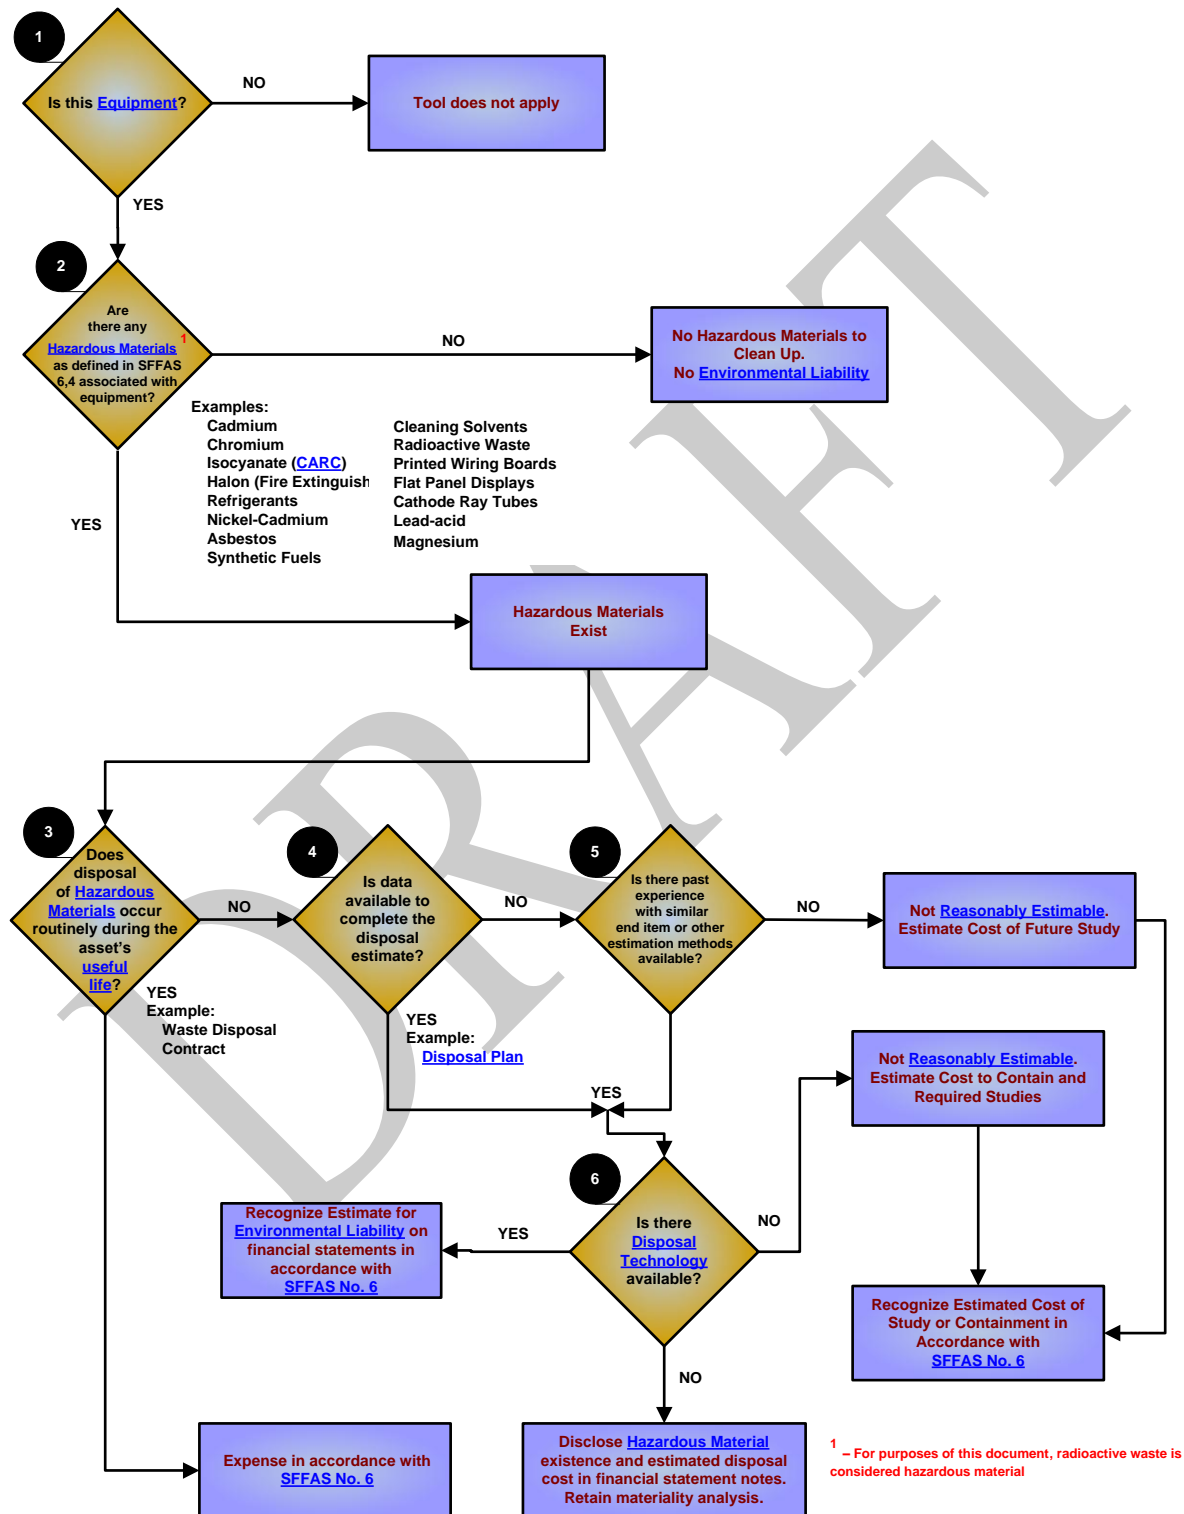 1
Is this Equipment?
NO
Tool does not apply
YES
2
Are
there any
Hazardous Materials 1
as defined in SFFAS
6,4 associated with
equipment?
NO
No Hazardous Materials to
Clean Up.
No Environmental Liability
Examples:
Cadmium
Chromium
Isocyanate (CARC)
Halon (Fire Extinguish
Refrigerants
Nickel-Cadmium
Asbestos
Synthetic Fuels
Cleaning Solvents
Radioactive Waste
Printed Wiring Boards
Flat Panel Displays
Cathode Ray Tubes
Lead-acid
Magnesium
YES
Hazardous Materials
Exist
3
Does
disposal
of Hazardous
Materials occur
routinely during the
asset's
useful
life?
NO
YES
Example:
Waste Disposal
Contract
4
Is data
available to
complete the
disposal
estimate?
NO
YES
Example:
Disposal Plan
5
Is there past
experience
with similar
end item or other
estimation methods
available?
NO
Not Reasonably Estimable.
Estimate Cost of Future Study
YES
Not Reasonably Estimable.
Estimate Cost to Contain and
Required Studies
6
Is there
Disposal
Technology
available?
NO
YES
Recognize Estimate for
Environmental Liability on
financial statements in
accordance with
SFFAS No. 6
Recognize Estimated Cost of
Study or Containment in
Accordance with
SFFAS No. 6
NO
Expense in accordance with
SFFAS No. 6
Disclose Hazardous Material
existence and estimated disposal
cost in financial statement notes.
Retain materiality analysis.
1 – For purposes of this document, radioactive waste is
considered hazardous material
DRAFT